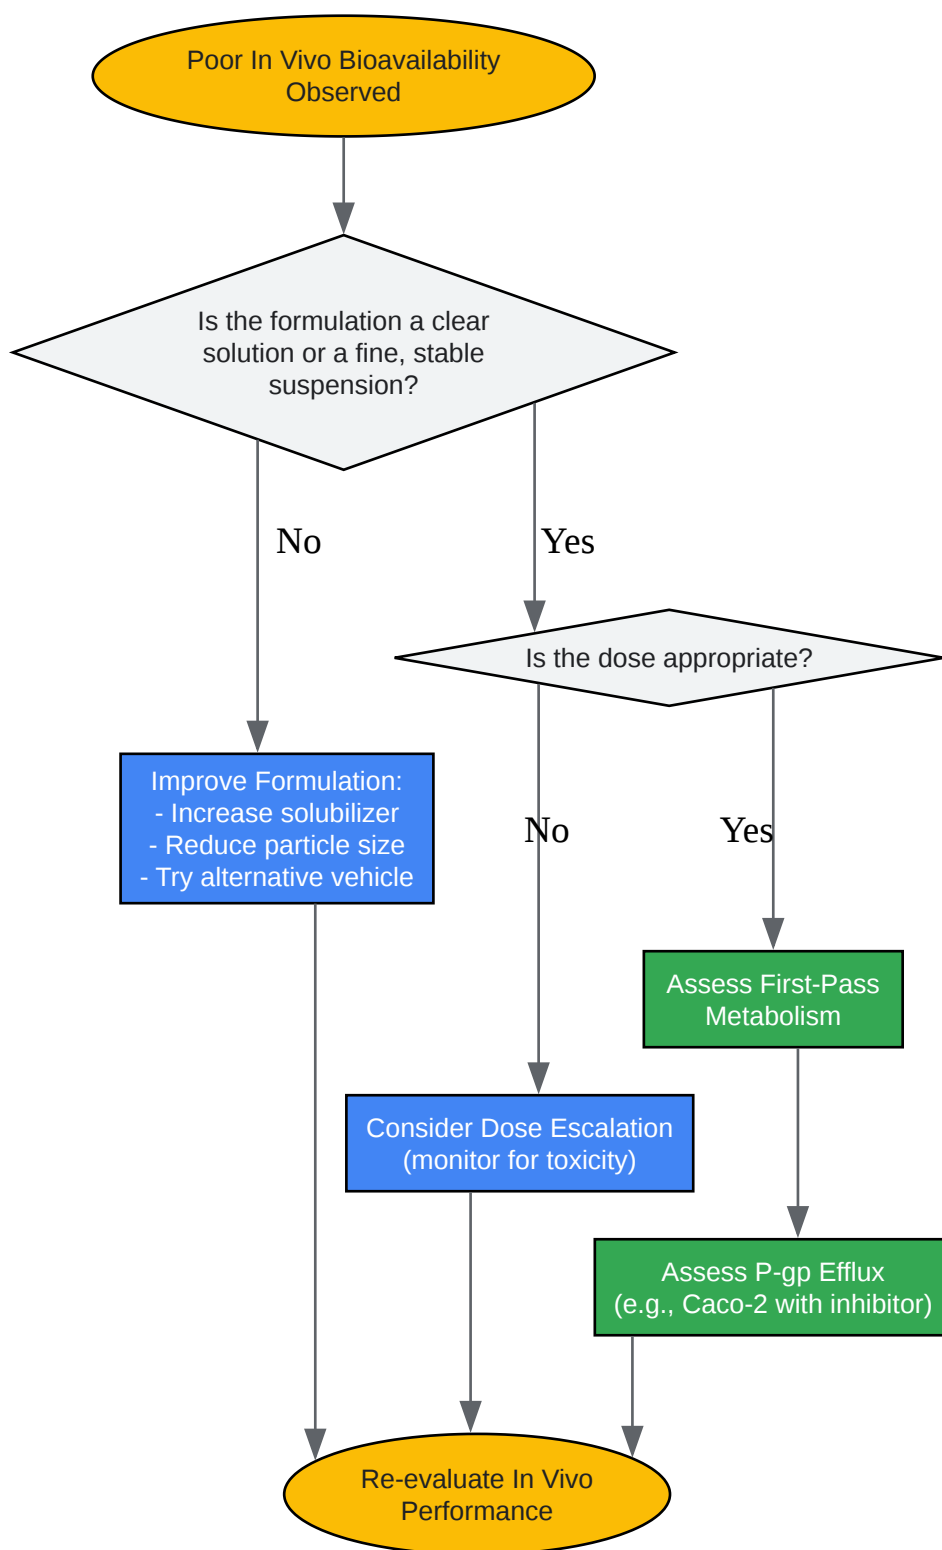 Poor In Vivo Bioavailability
Observed
Is the formulation a clear
solution or a fine, stable
suspension?
No
Yes
Is the dose appropriate?
Improve Formulation:
- Increase solubilizer
- Reduce particle size
- Try alternative vehicle
No
Yes
Assess First-Pass
Metabolism
Consider Dose Escalation
(monitor for toxicity)
Assess P-gp Efflux
(e.g., Caco-2 with inhibitor)
Re-evaluate In Vivo
Performance